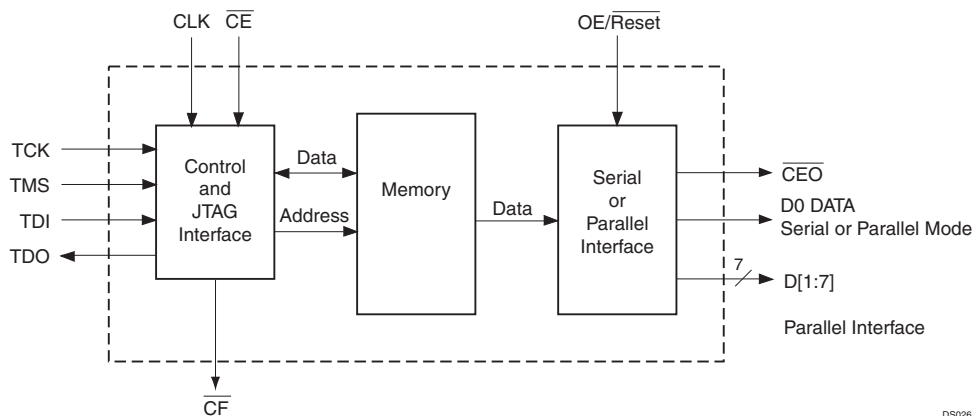 CLK CE OE/Reset
TCK
TMS
TDI
TDO
Control
and
JTAG
Interface
Data
Address
Memory
Data
Serial
or
Parallel
Interface
CEO
D0 DATA
Serial or Parallel Mode
7
D[1:7]
Parallel Interface
CF
DS026